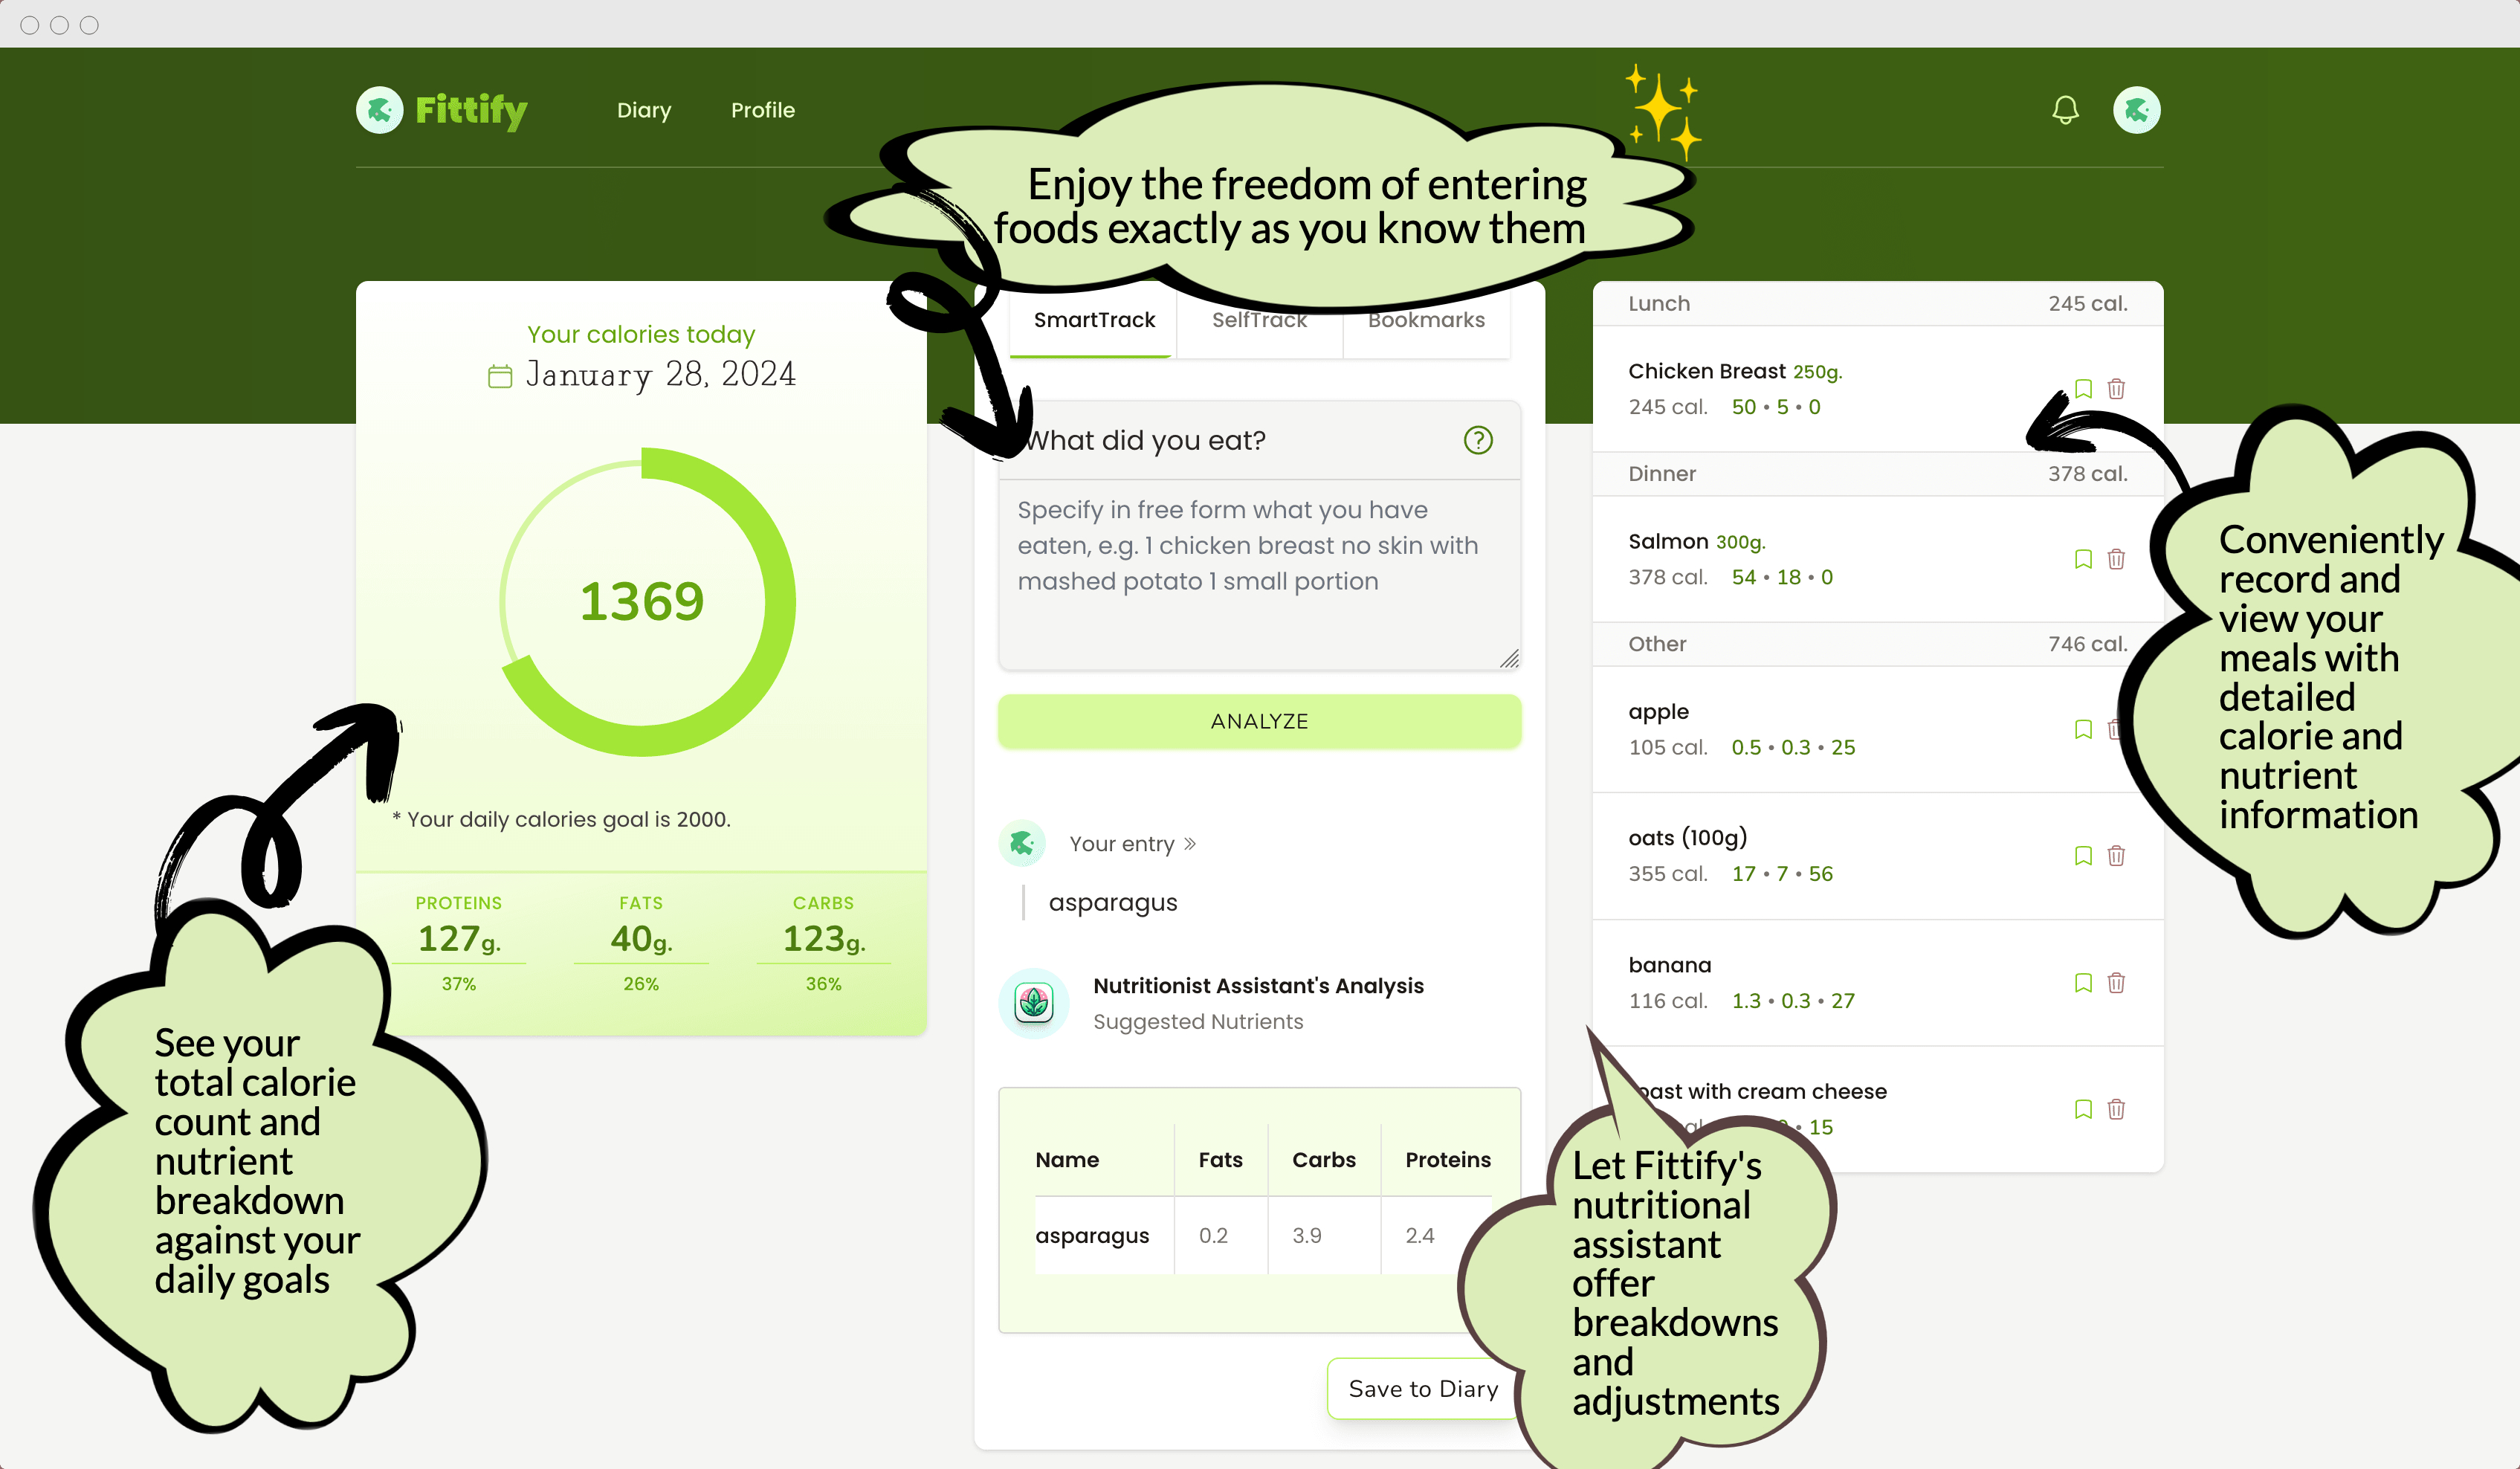 Fittify
Diary
Profile
Enjoy the freedom of entering
foods exactly as you know them
Your calories today
January 28, 2024
1369
* Your daily calories goal is 2000.
PROTEINS
127g.
37%
FATS
40g.
26%
CARBS
123g.
36%
See your
total calorie
count and
nutrient
breakdown
against your
daily goals
SmartTrack
SelfTrack
Bookmarks
What did you eat?
Specify in free form what you have
eaten, e.g. 1 chicken breast no skin with
mashed potato 1 small portion
ANALYZE
Your entry »
asparagus
Nutritionist Assistant's Analysis
Suggested Nutrients
Name Fats Carbs Proteins
asparagus 0.2 3.9 2.4
Save to Diary
Lunch 245 cal.
Chicken Breast 250g.
245 cal. 50 • 5 • 0
Dinner 378 cal.
Salmon 300g.
378 cal. 54 • 18 • 0
Other 746 cal.
apple
105 cal. 0.5 • 0.3 • 25
oats (100g)
355 cal. 17 • 7 • 56
banana
116 cal. 1.3 • 0.3 • 27
with cream cheese
• 15
Conveniently
record and
view your
meals with
detailed
calorie and
nutrient
information
Let Fittify's
nutritional
assistant
offer
breakdowns
and
adjustments